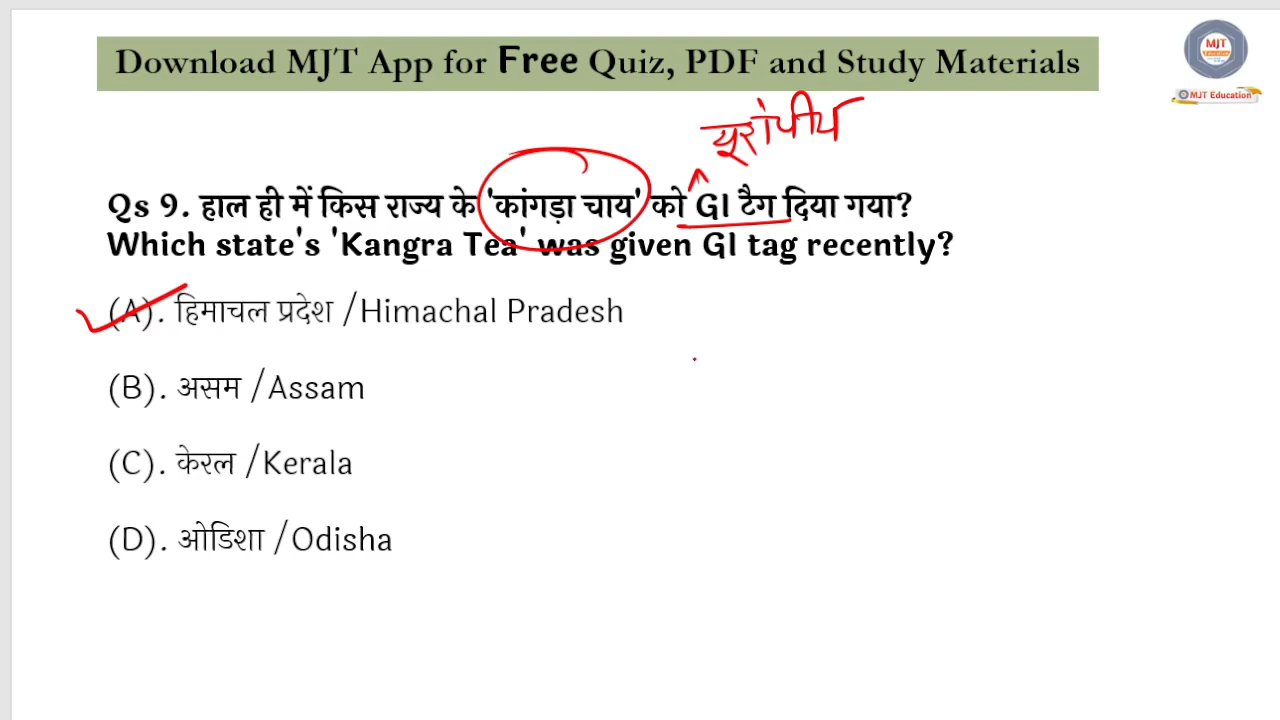 Download MJT App for Free Quiz, PDF and Study Materials
MJT
Education
MJT Education
यूरोपीय
Qs 9. हाल ही में किस राज्य के 'कांगड़ा चाय' को GI टैग दिया गया?
Which state's 'Kangra Tea' was given GI tag recently?
(A). हिमाचल प्रदेश /Himachal Pradesh
(B). असम /Assam
(C). केरल /Kerala
(D). ओडिशा /Odisha